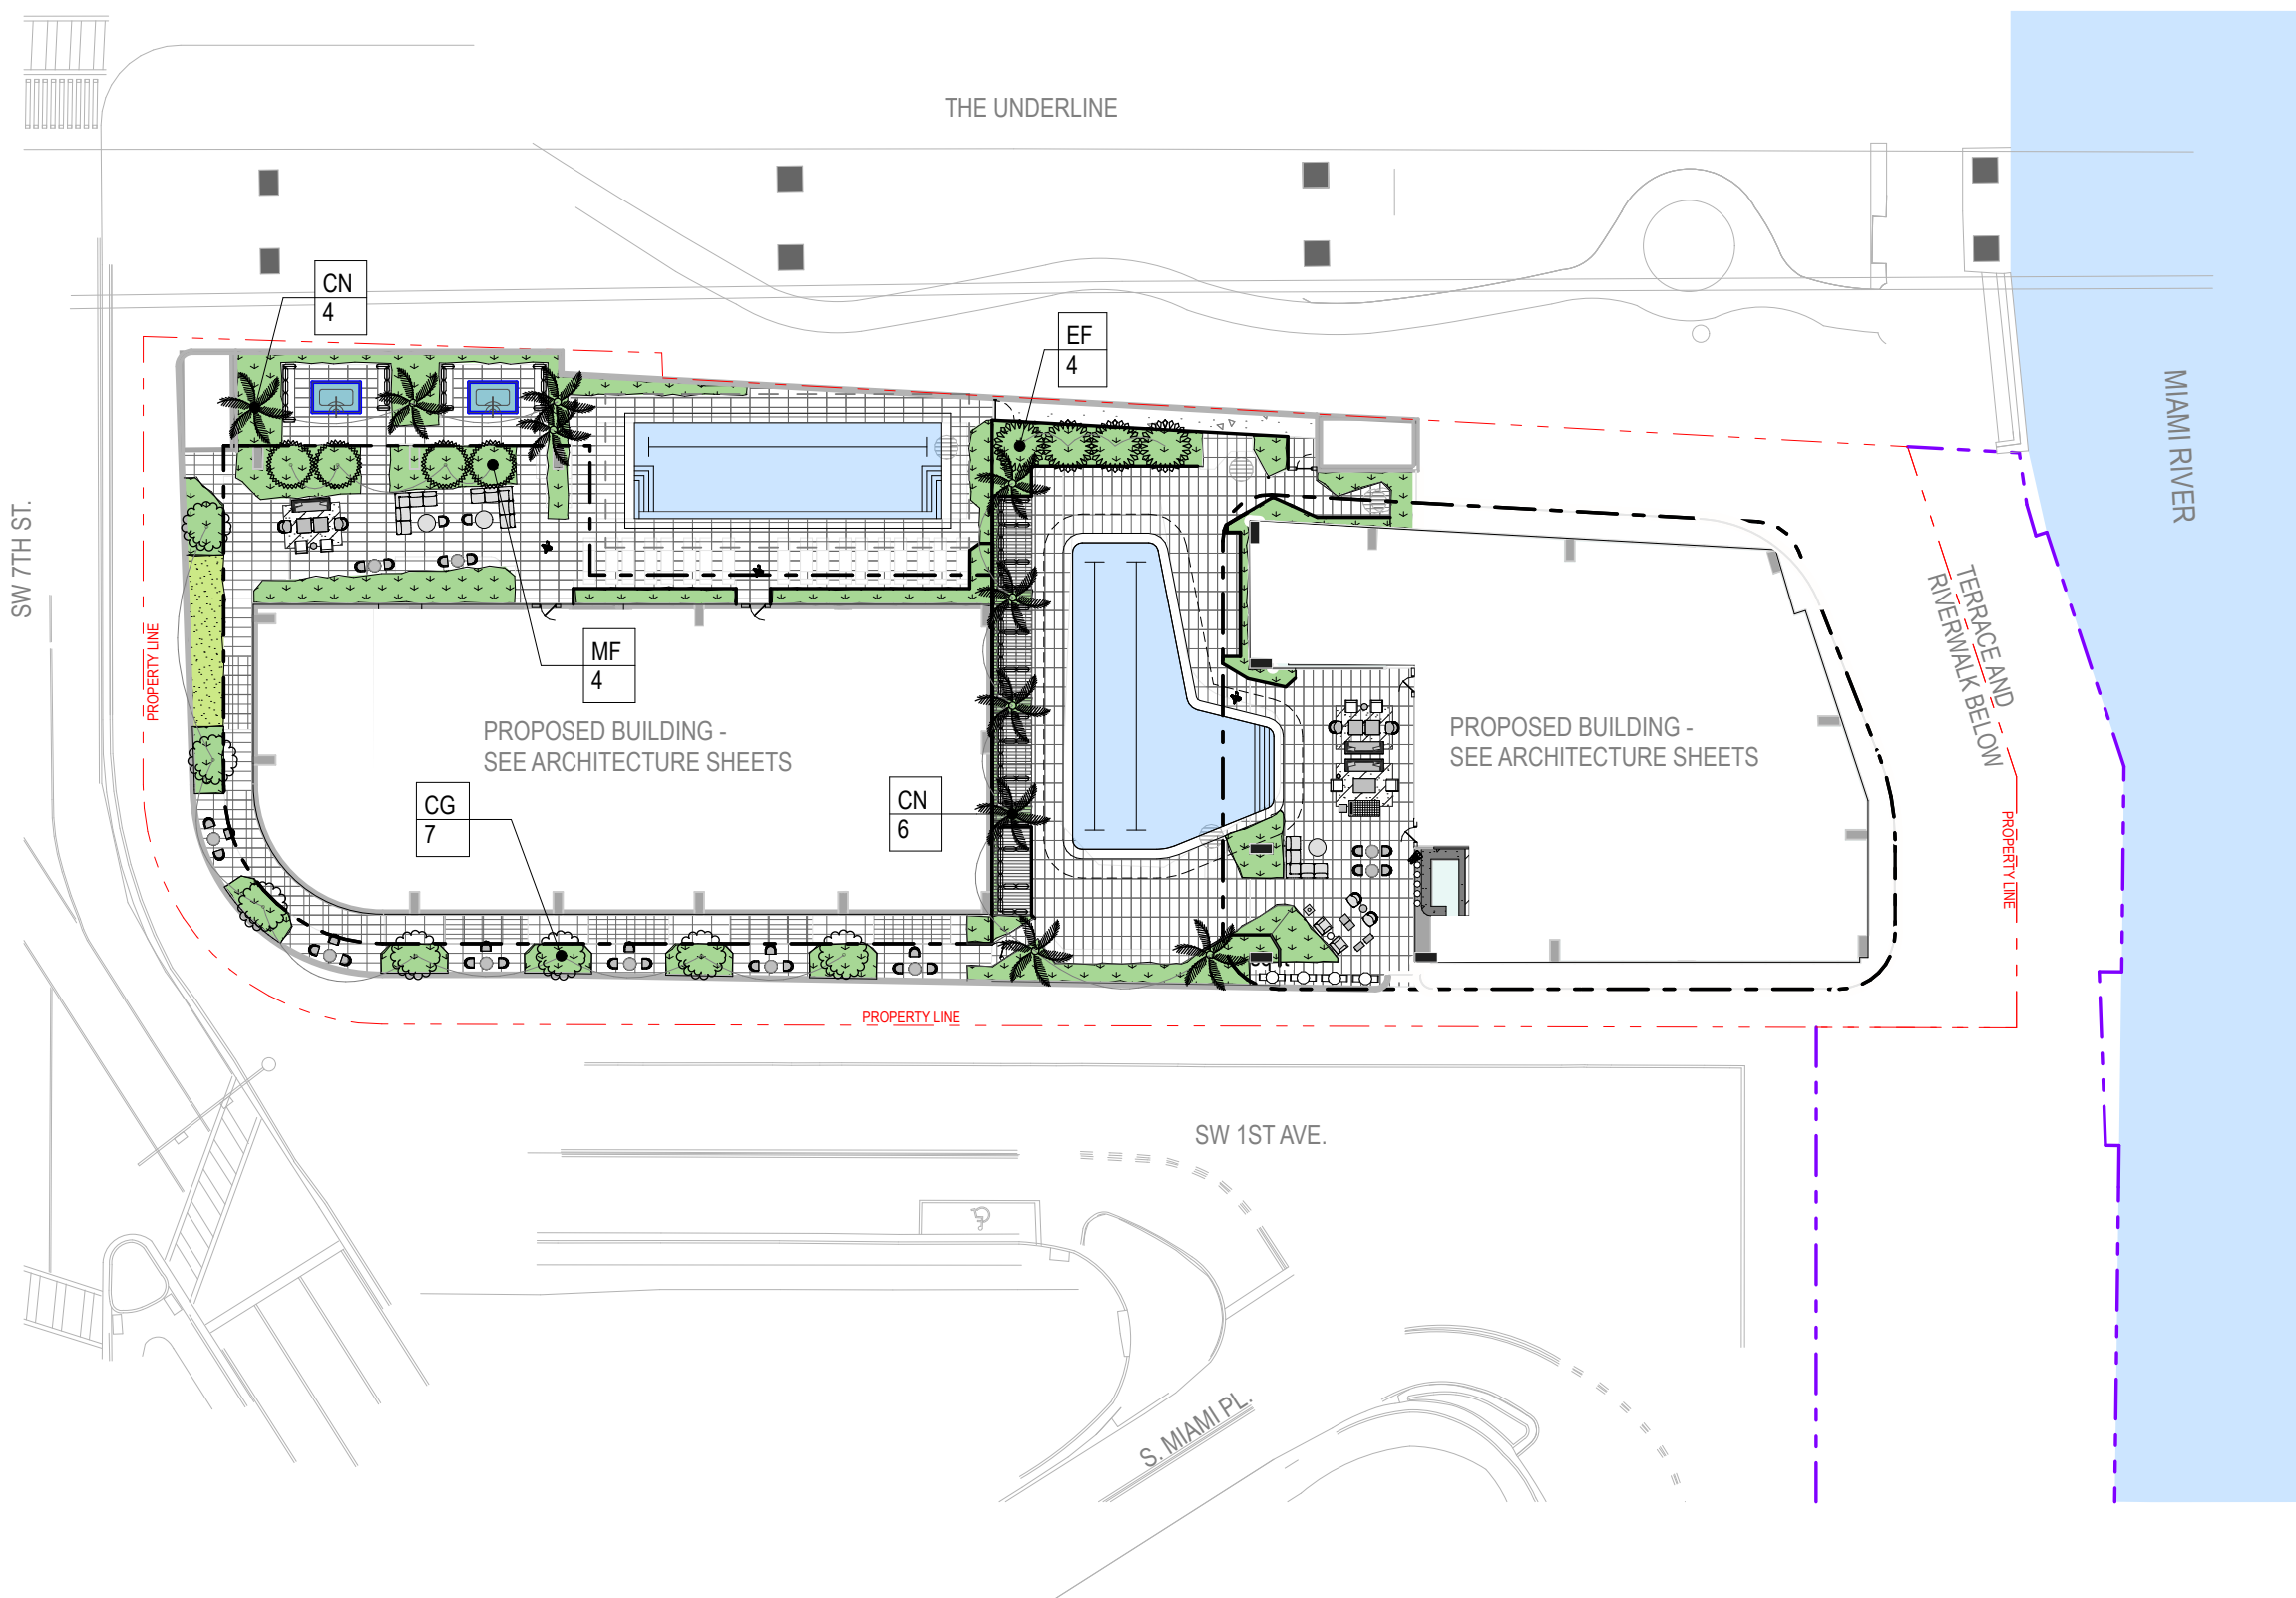 THE UNDERLINE
CN
4
EF
4
MIAMI RIVER
SW 7TH ST.
PROPERTY LINE
MF
4
TERRACE AND
RIVERWALK BELOW
PROPOSED BUILDING -
SEE ARCHITECTURE SHEETS
PROPOSED BUILDING -
SEE ARCHITECTURE SHEETS
CG
7
CN
6
PROPERTY LINE
PROPERTY LINE
SW 1ST AVE.
S. MIAMI PL.